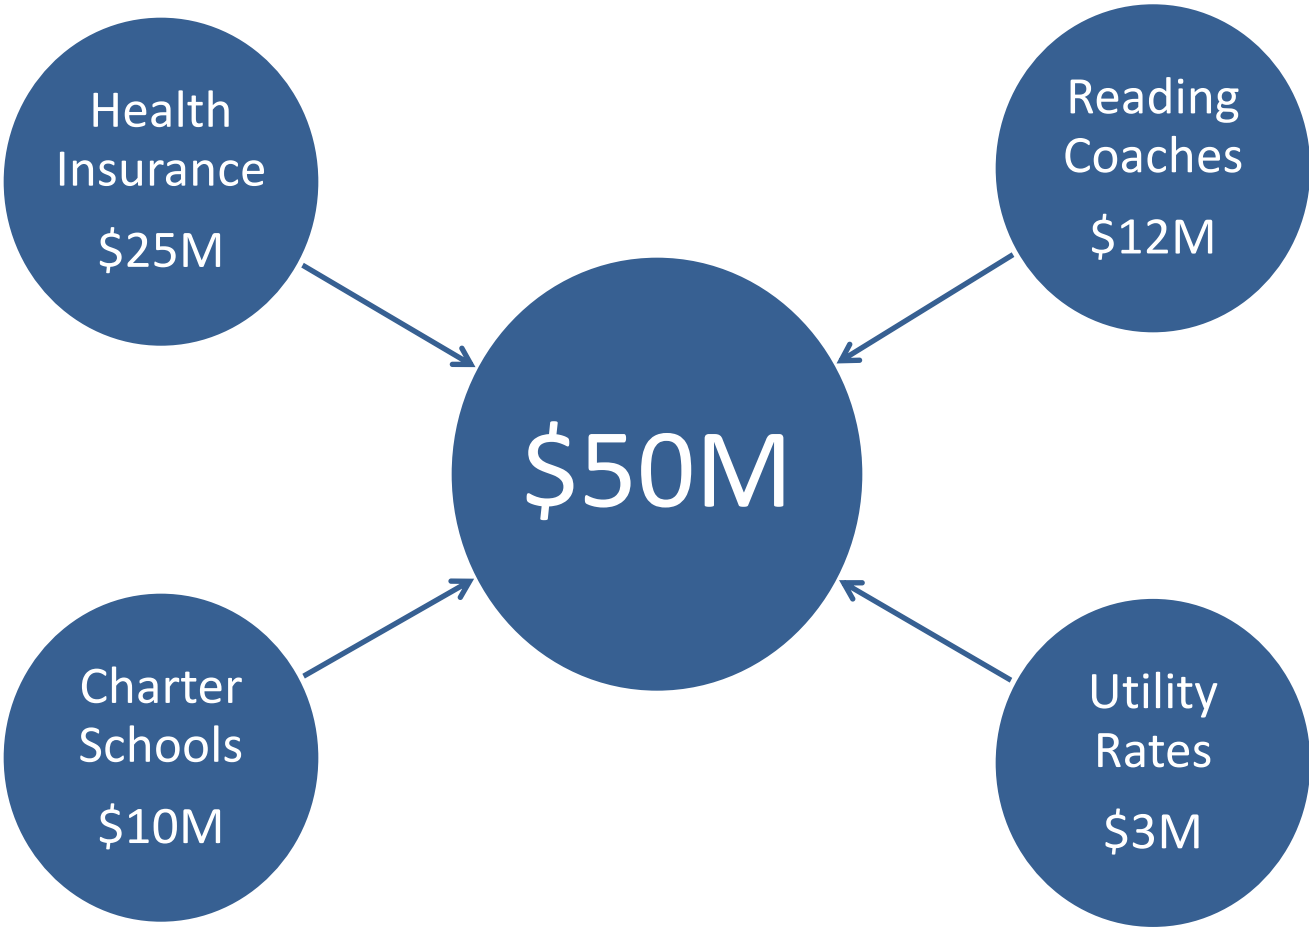 Health
Insurance
$25M
Reading
Coaches
$12M
$50M
Charter
Schools
$10M
Utility
Rates
$3M